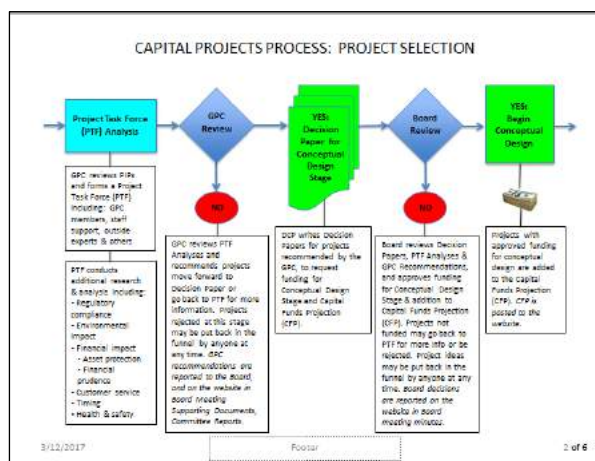 CAPITAL PROJECTS PROCESS: PROJECT SELECTION
Project Task Force
(PTF) Analysis
GPC
Review
YES:
Decision
Paper for
Conceptual
Design
Stage
Board
Review
YES:
Begin
Conceptual
Design
GPC reviews PIPs
and forms a Project
Task Force (PTF)
including: GPC
members, staff
support, outside
experts & others
PTF conducts
additional research
& analysis including:
- Regulatory
compliance
- Environmental
impact
- Financial impact
- Asset protection
- Financial
prudence
- Customer service
- Timing
- Health & safety
NO
GPC reviews PTF
Analyses and
recommends projects
move forward to
Decision Paper or
go back to PTF for more
information. Projects
rejected at this stage
may be put back in the
funnel by anyone at
any time. GPC
recommendations are
reported to the Board,
and on the website in
Board Meeting
Supporting Documents,
Committee Reports.
DCP writes Decision
Papers for projects
recommended by the
GPC, to request
funding for
Conceptual Design
Stage and Capital
Funds Projection (CFP).
NO
Board reviews Decision
Papers, PTF Analyses &
GPC Recommendations,
and approves funding
for Conceptual Design
Stage & addition to
Capital Funds Projection
(CFP). Projects not
funded may go back to
PTF for more info or be
rejected. Project ideas
may be put back in the
funnel by anyone at any
time. Board decisions
are reported on the
website in Board
meeting minutes.
Projects with
approved funding
for conceptual
design are added to
the Capital Funds
Projection (CFP).
CFP is
posted to the
website.
3/12/2017
Footer
2 of 6